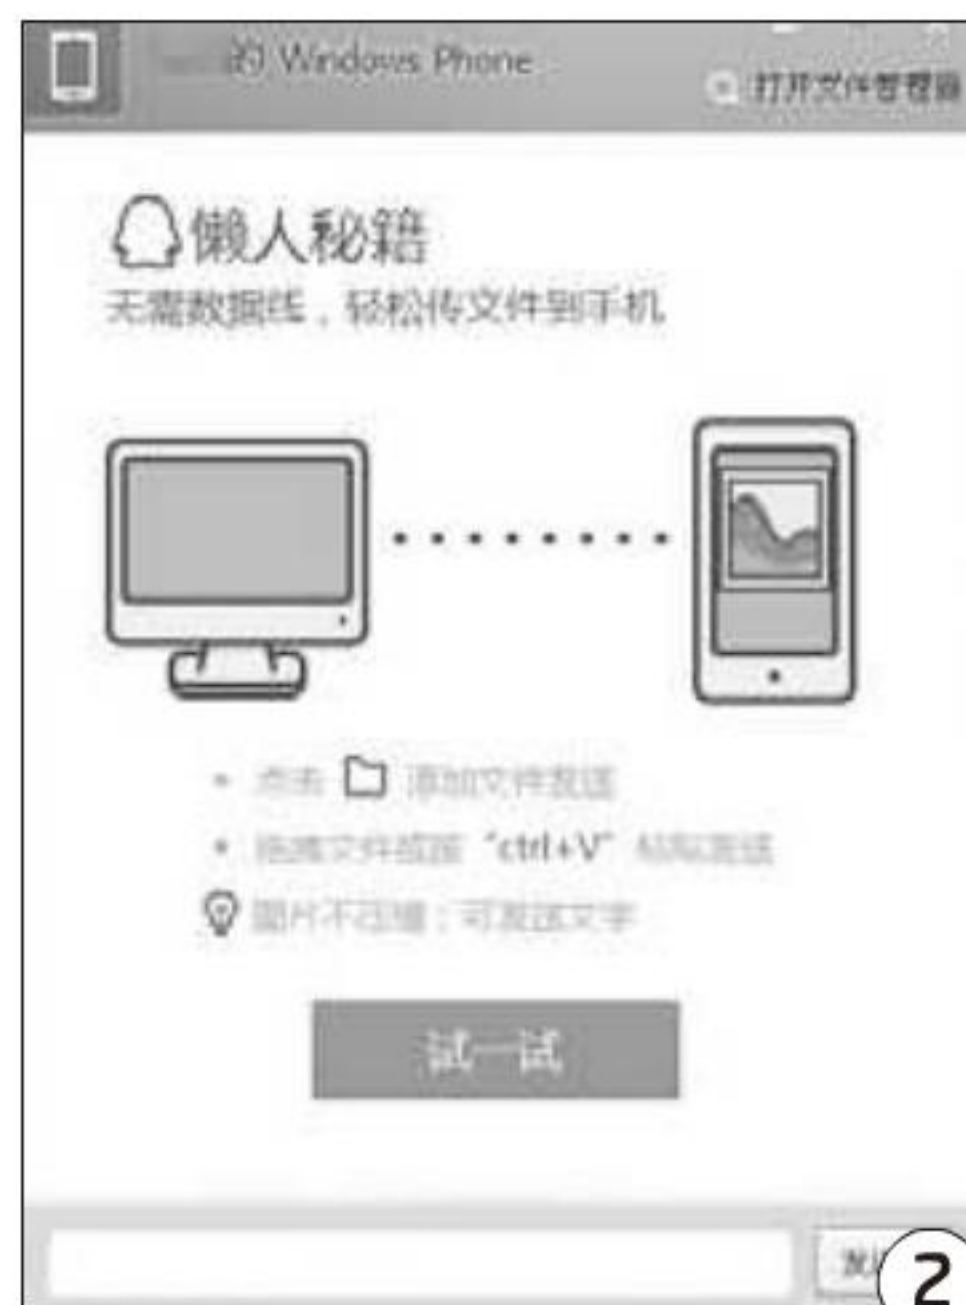 的 Windows Phone
打开文件管理器
懒人秘籍
无需数据线，轻松传文件到手机
点击 添加文件发送
拖拽文件或按 "ctrl+V" 粘贴发送
图片不压缩；可发送文字
试一试
2